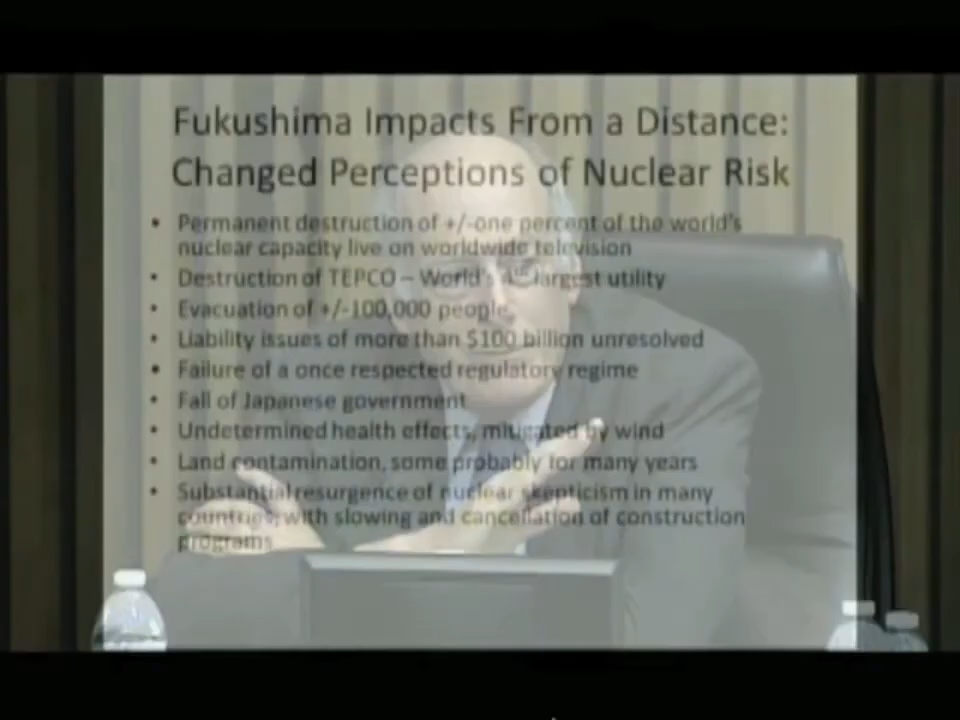 Fukushima Impacts From a Distance:
Changed Perceptions of Nuclear Risk
• Permanent destruction of +/-one percent of the world's
nuclear capacity live on worldwide television
• Destruction of TEPCO – World's 4th largest utility
• Evacuation of +/-100,000 people
• Liability issues of more than $100 billion unresolved
• Failure of a once respected regulatory regime
• Fall of Japanese government
• Undetermined health effects, mitigated by wind
• Land contamination, some probably for many years
• Substantial resurgence of nuclear skepticism in many
countries, with slowing and cancellation of construction
programs